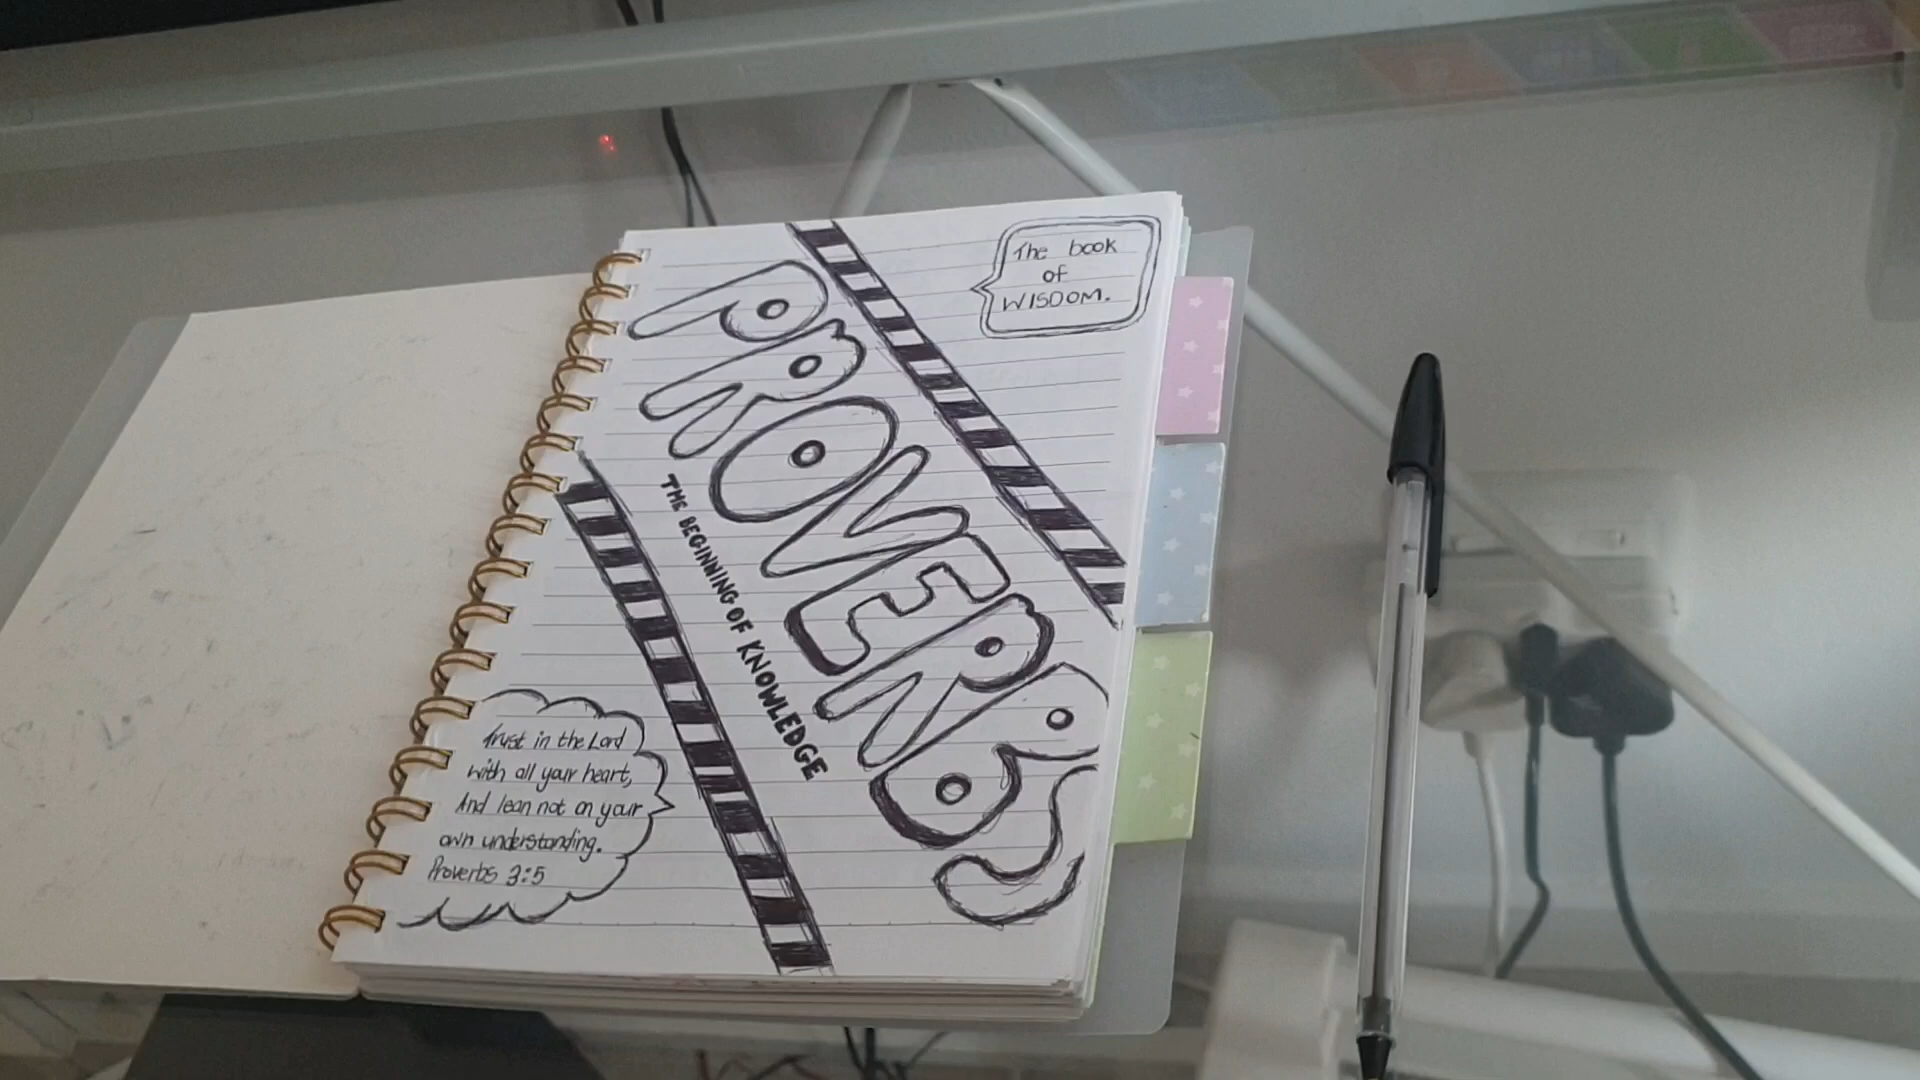 The book
of
WISDOM.
PROVERBS
THE BEGINNING OF KNOWLEDGE
Trust in the Lord
with all your heart,
And lean not on your
own understanding.
Proverbs 3:5